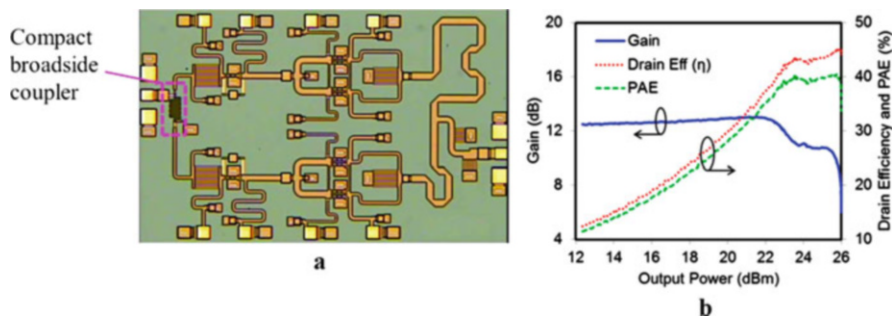 Compact
broadside
coupler
a
20
16
12
8
4
Gain (dB)
Gain
Drain Eff (η)
PAE
50
40
30
20
10
Drain Efficiency and PAE (%)
12 14 16 18 20 22 24 26
Output Power (dBm)
b